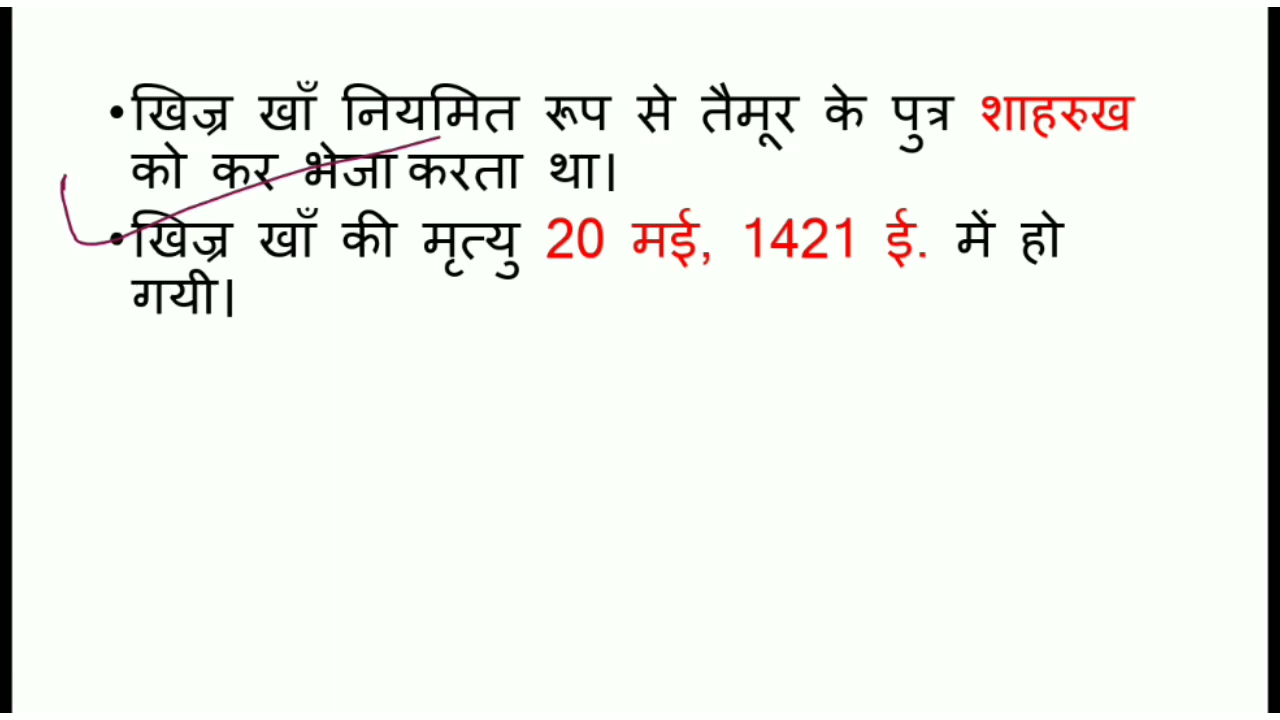 •खिज्र खाँ नियमित रूप से तैमूर के पुत्र शाहरुख
को कर भेजा करता था।
•खिज्र खाँ की मृत्यु 20 मई, 1421 ई. में हो
गयी।